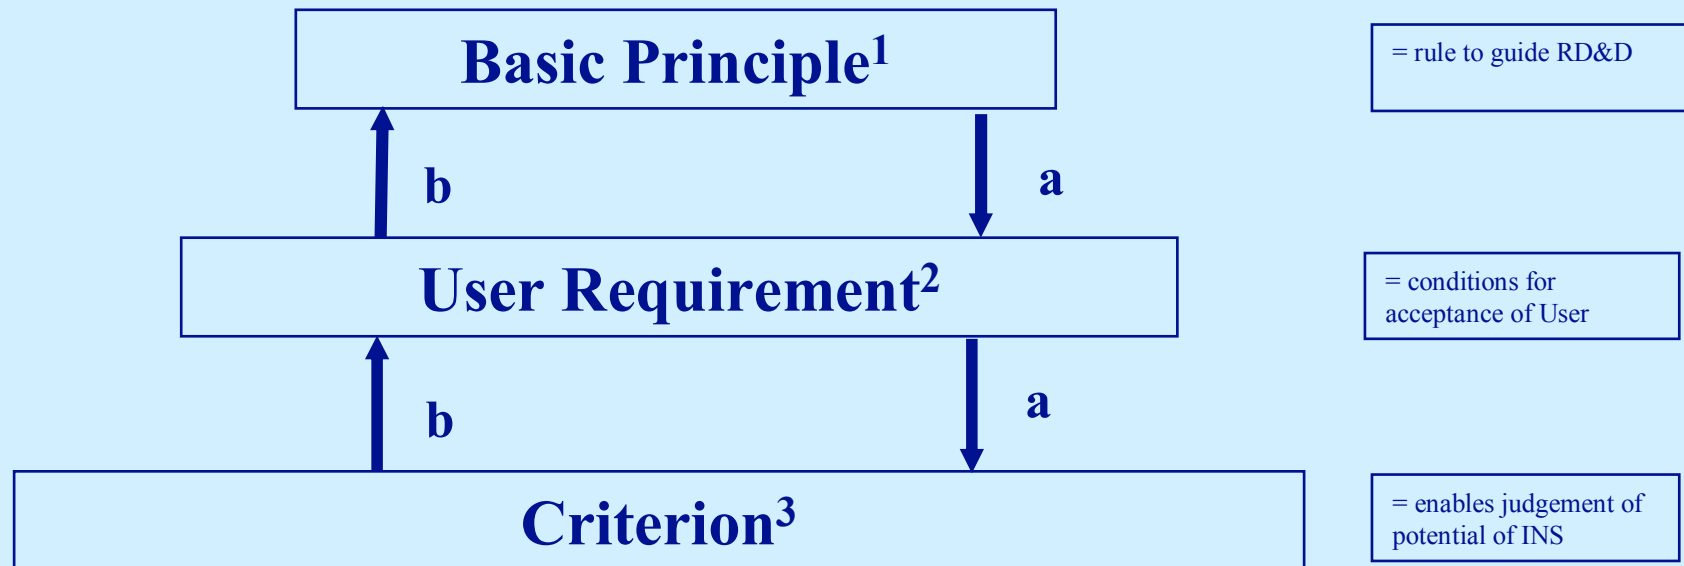 Basic Principle¹
= rule to guide RD&D
b
a
User Requirement²
= conditions for
acceptance of User
b
a
Criterion³
= enables judgement of
potential of INS